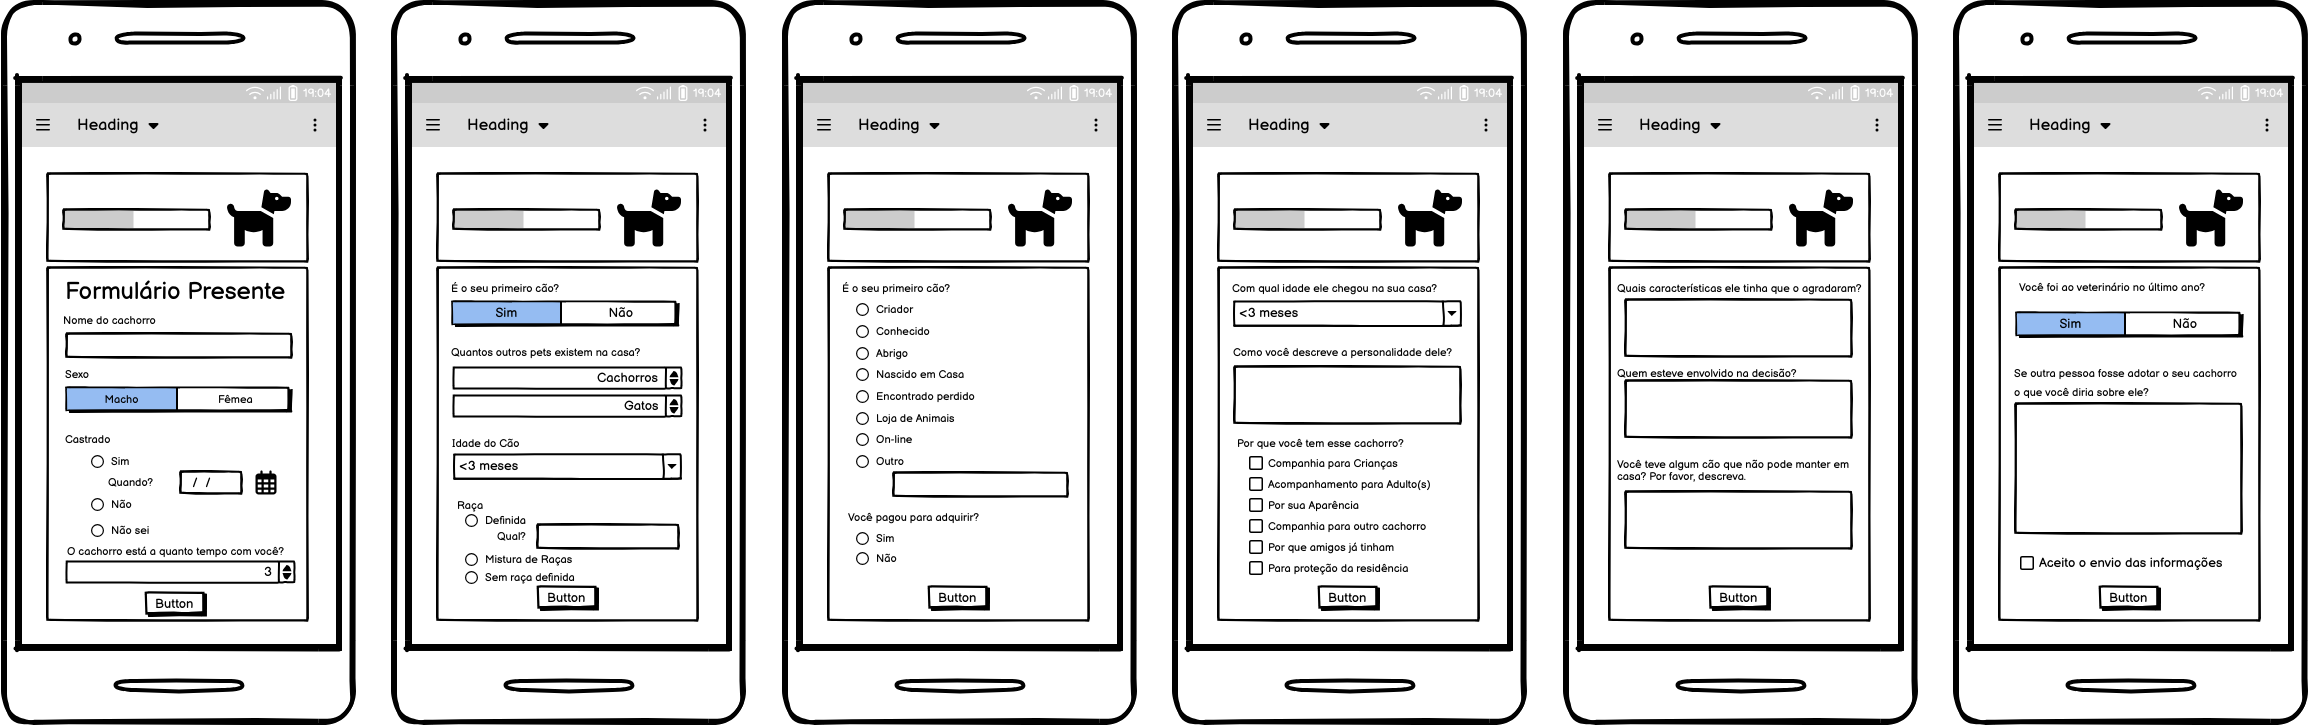 19:04
Heading
Formulário Presente
Nome do cachorro
Sexo
Macho Fêmea
Castrado
Sim
Quando? / /
Não
Não sei
O cachorro está a quanto tempo com você?
3
Button
19:04
Heading
É o seu primeiro cão?
Sim Não
Quantos outros pets existem na casa?
Cachorros
Gatos
Idade do Cão
<3 meses
Raça
Definida
Qual?
Mistura de Raças
Sem raça definida
Button
19:04
Heading
É o seu primeiro cão?
Criador
Conhecido
Abrigo
Nascido em Casa
Encontrado perdido
Loja de Animais
On-line
Outro
Você pagou para adquirir?
Sim
Não
Button
19:04
Heading
Com qual idade ele chegou na sua casa?
<3 meses
Como você descreve a personalidade dele?
Por que você tem esse cachorro?
Companhia para Crianças
Acompanhamento para Adulto(s)
Por sua Aparência
Companhia para outro cachorro
Por que amigos já tinham
Para proteção da residência
Button
19:04
Heading
Quais características ele tinha que o agradaram?
Quem esteve envolvido na decisão?
Você teve algum cão que não pode manter em
casa? Por favor, descreva.
Button
19:04
Heading
Você foi ao veterinário no último ano?
Sim Não
Se outra pessoa fosse adotar o seu cachorro
o que você diria sobre ele?
Aceito o envio das informações
Button